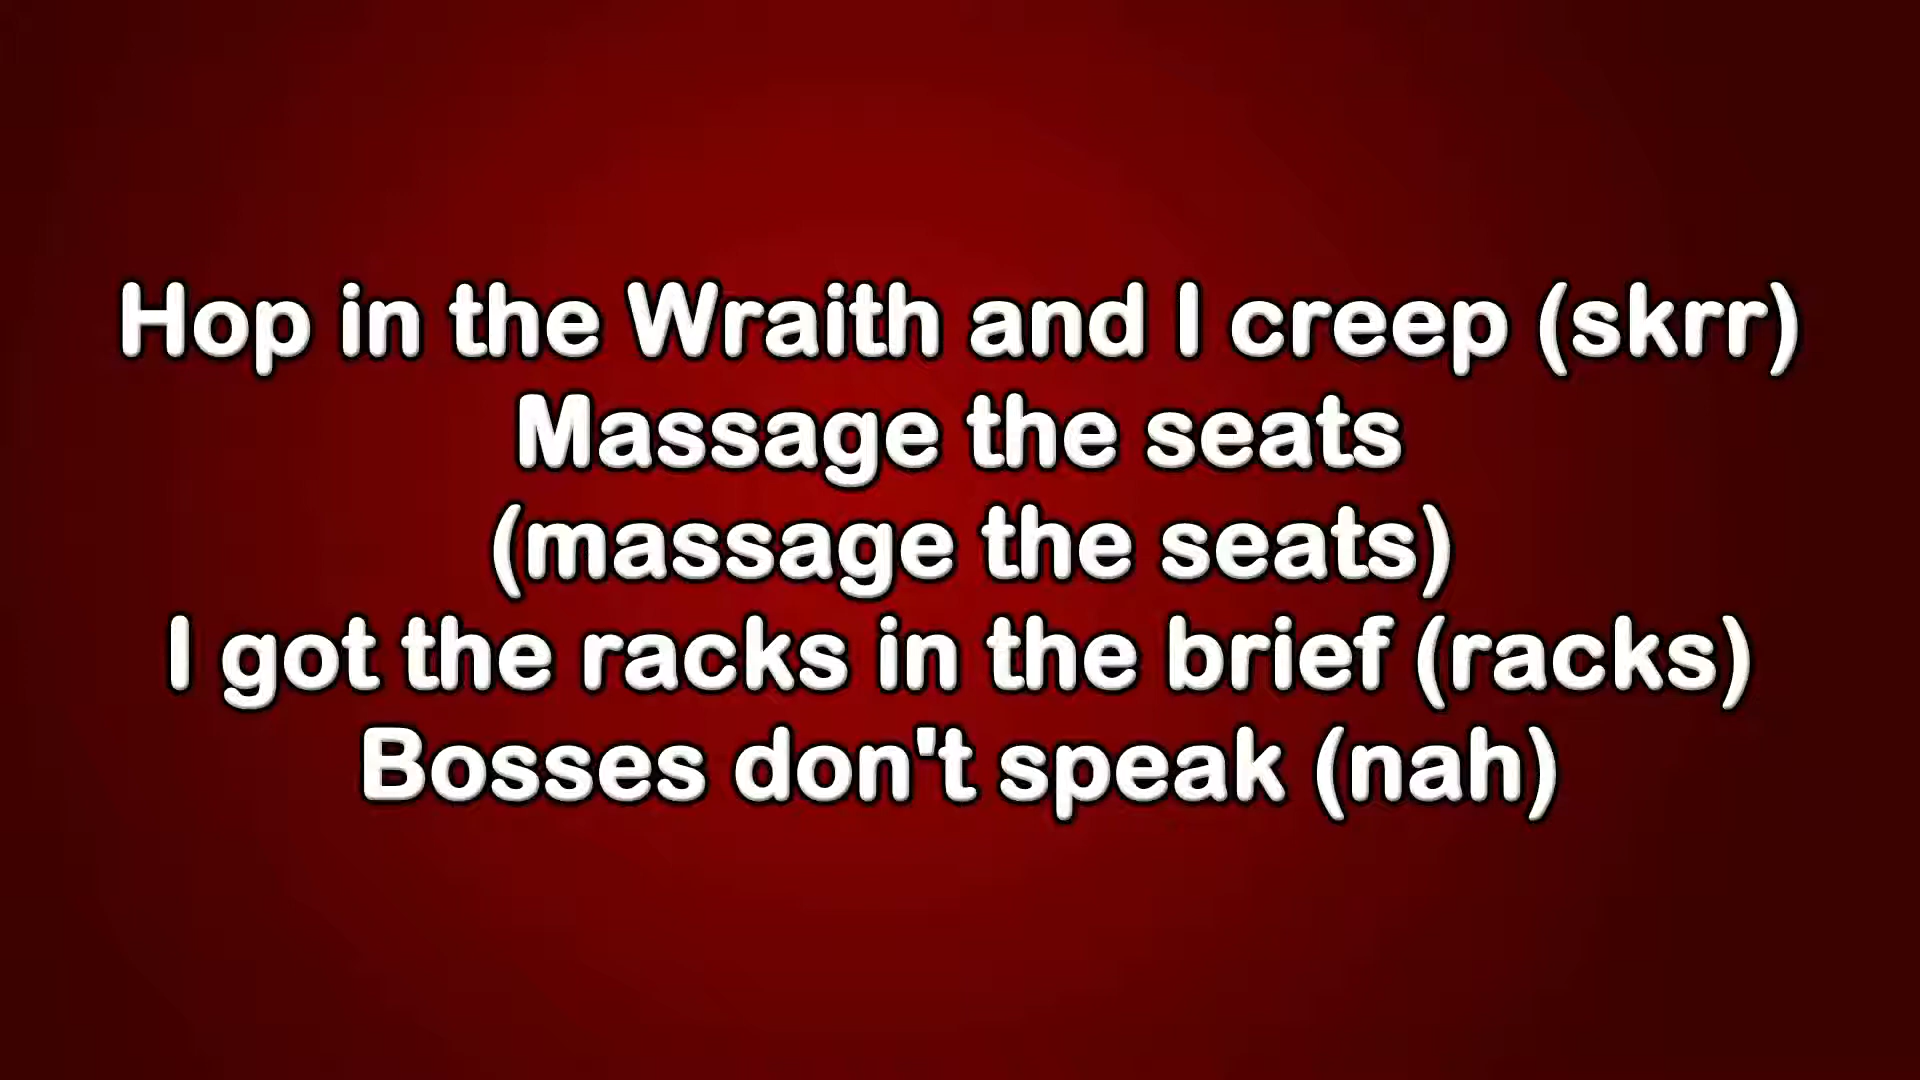 Hop in the Wraith and I creep (skrr)
Massage the seats
(massage the seats)
I got the racks in the brief (racks)
Bosses don't speak (nah)